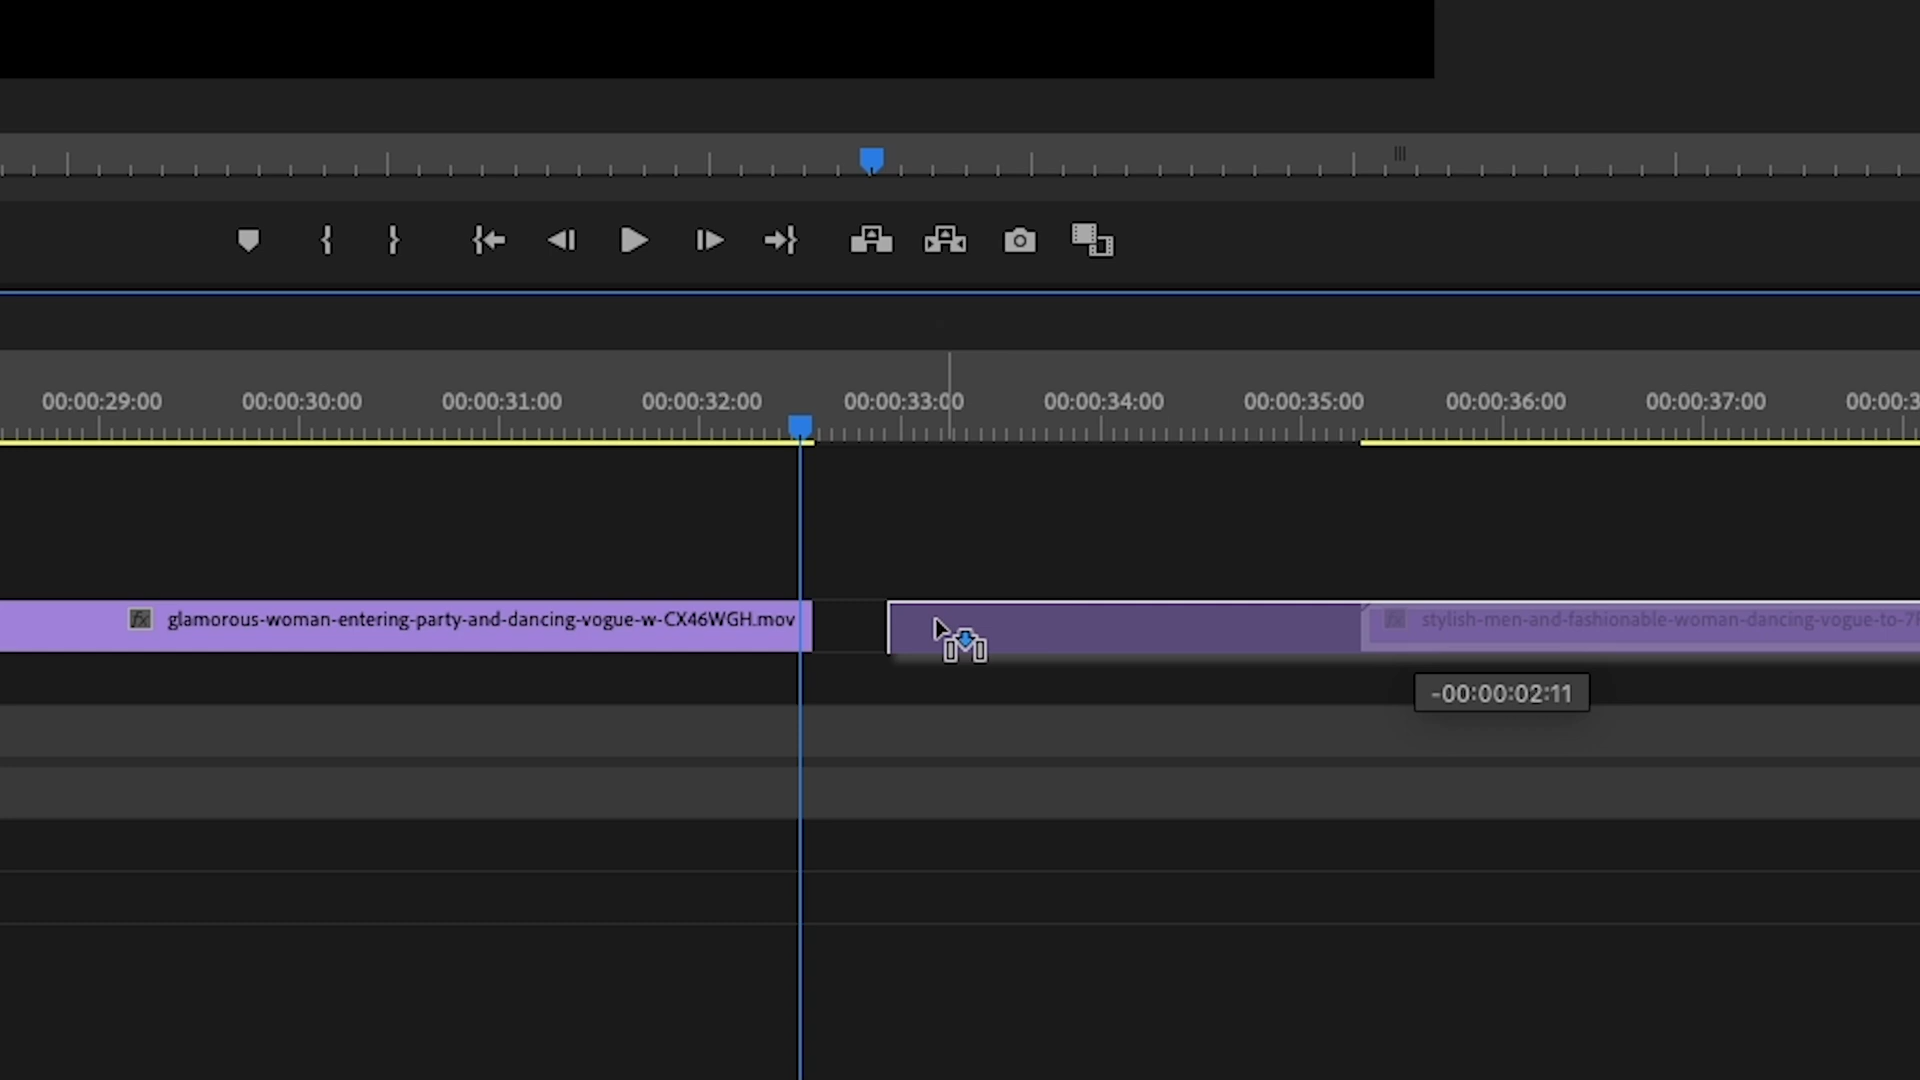 00:00:29:00 00:00:30:00 00:00:31:00 00:00:32:00 00:00:33:00 00:00:34:00 00:00:35:00 00:00:36:00 00:00:37:00 00:00:3
fx glamorous-woman-entering-party-and-dancing-vogue-w-CX46WGH.mov fx stylish-men-and-fashionable-woman-dancing-vogue-to-7
-00:00:02:11